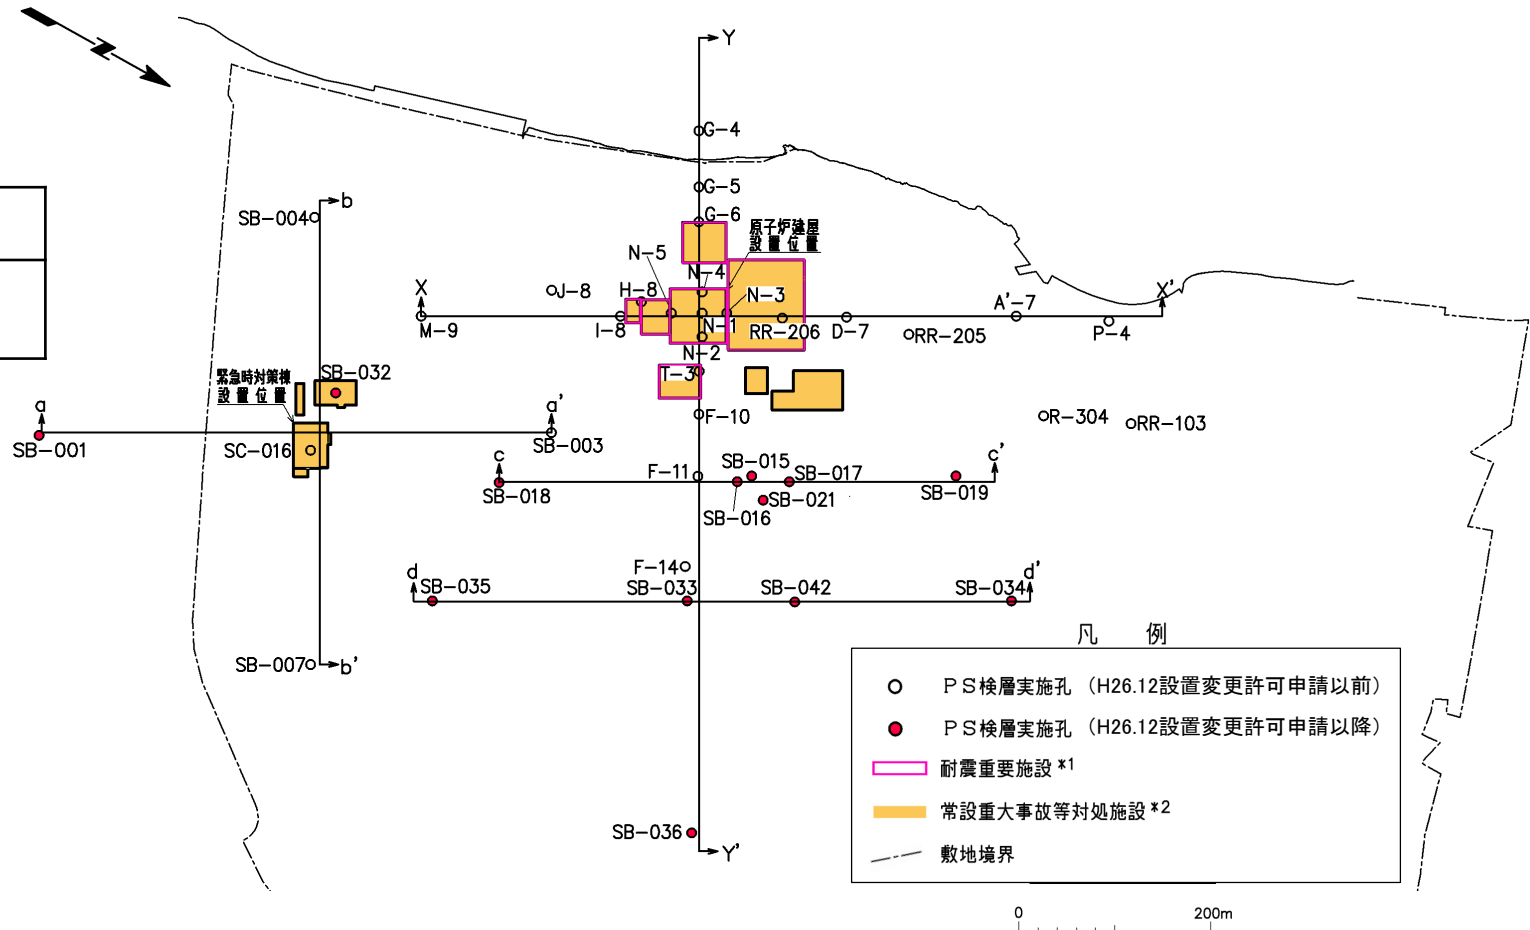 Y
G-4
G-5
b
SB-004
G-6
原子炉建屋
設置位置
N-5
N-4
X
J-8
H-8
N-3
A'-7
X'
M-9
I-8
N-1
RR-206
D-7
RR-205
P-4
N-2
緊急時対策棟
設置位置
SB-032
T-3
a
a'
F-10
R-304
RR-103
SB-001
SC-016
SB-003
c
F-11
SB-015
SB-017
c'
SB-018
SB-021
SB-019
SB-016
F-14
d
SB-035
SB-033
SB-042
SB-034
d'
SB-007
b'
SB-036
Y'
凡 例
PS検層実施孔 (H26.12設置変更許可申請以前)
PS検層実施孔 (H26.12設置変更許可申請以降)
耐震重要施設*1
常設重大事故等対処施設*2
敷地境界
0 200m